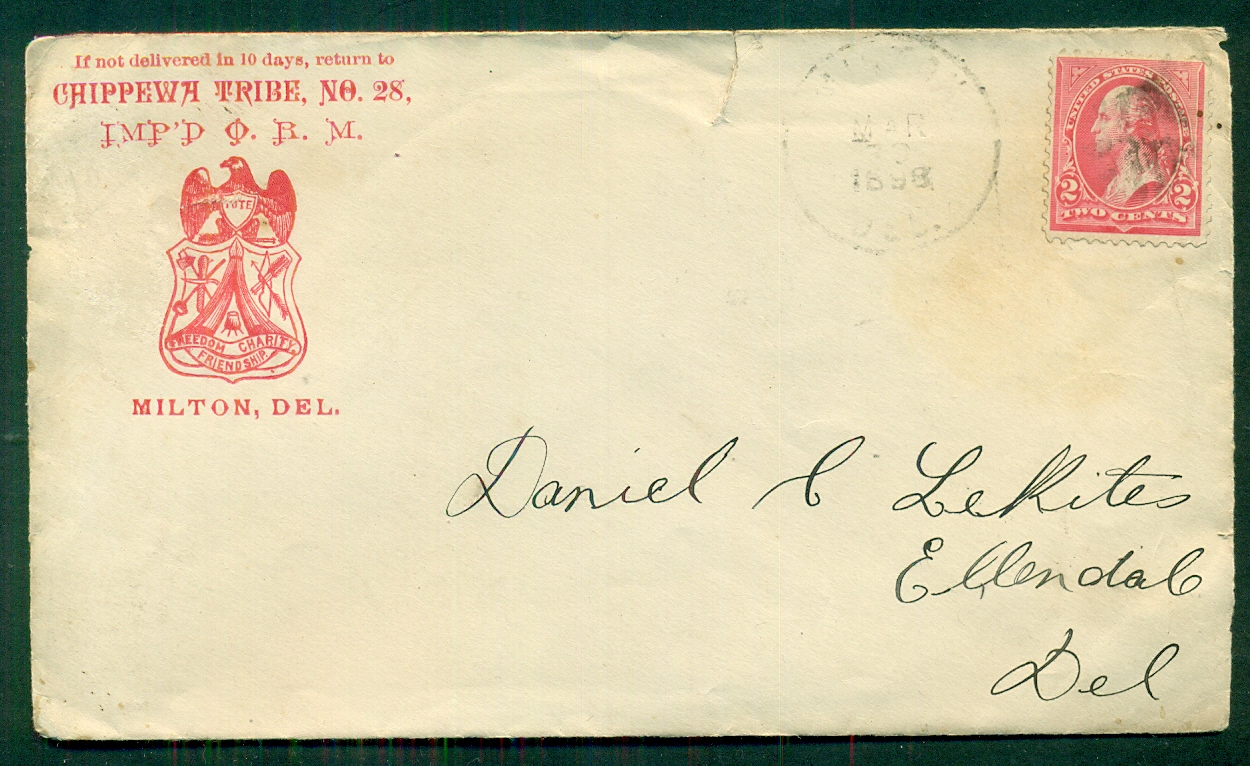 If not delivered in 10 days, return to
CHIPPEWA TRIBE, NO. 28,
IMP'D O. R. M.
TOTE
FREEDOM CHARITY,
FRIENDSHIP.
MILTON, DEL.
1898
UNITED STATES POSTAGE
2 2
TWO CENTS
Daniel C LeKites
Ellendale
Del